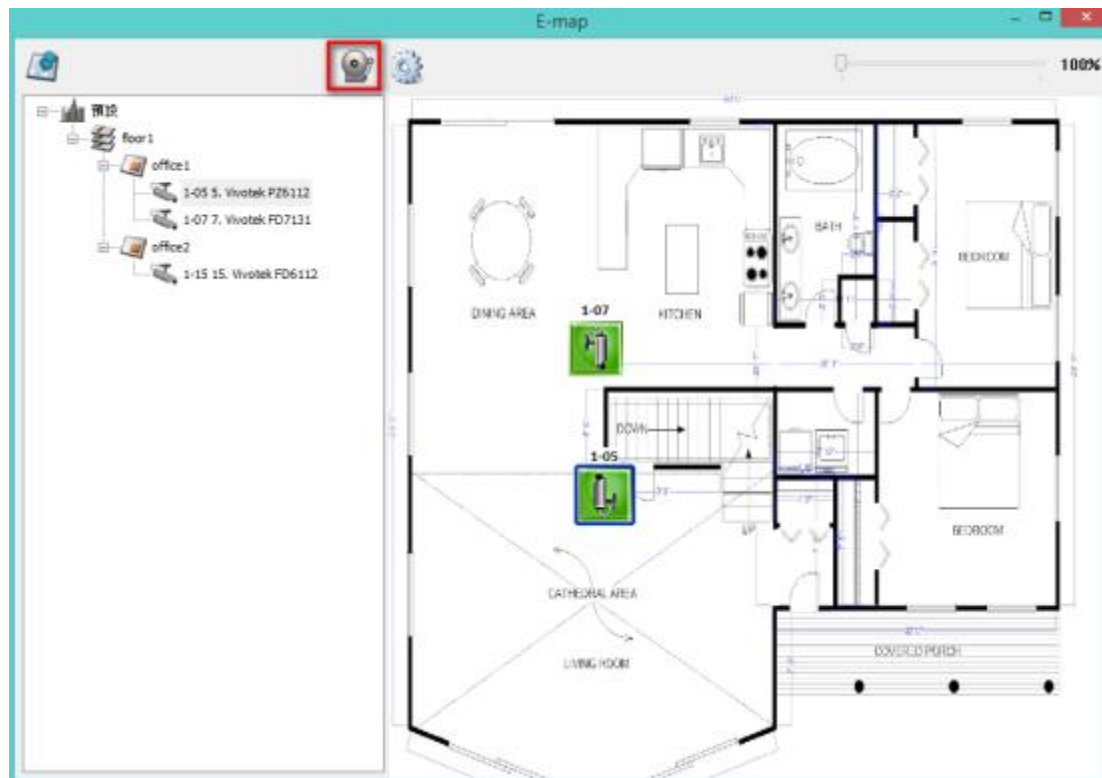 E-map
100%
預設
floor1
office1
1-05 5. Vivotek PZ6112
1-07 7. Vivotek FD7131
office2
1-15 15. Vivotek FD6112
BATH
BEDROOM
DINING AREA
1-07
KITCHEN
DOWN
1-05
UP
BEDROOM
CATHEDRAL AREA
LIVING ROOM
COVERED PORCH